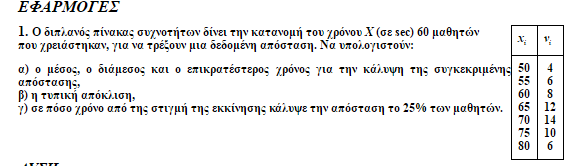 ΕΦΑΡΜΟΓΕΣ
1. Ο διπλανός πίνακας συχνοτήτων δίνει την κατανομή του χρόνου X (σε sec) 60 μαθητών
που χρειάστηκαν, για να τρέξουν μια δεδομένη απόσταση. Να υπολογιστούν:
α) ο μέσος, ο διάμεσος και ο επικρατέστερος χρόνος για την κάλυψη της συγκεκριμένης
απόστασης,
β) η τυπική απόκλιση,
γ) σε πόσο χρόνο από της στιγμή της εκκίνησης κάλυψε την απόσταση το 25% των μαθητών.
xi νi
50 4
55 6
60 8
65 12
70 14
75 10
80 6